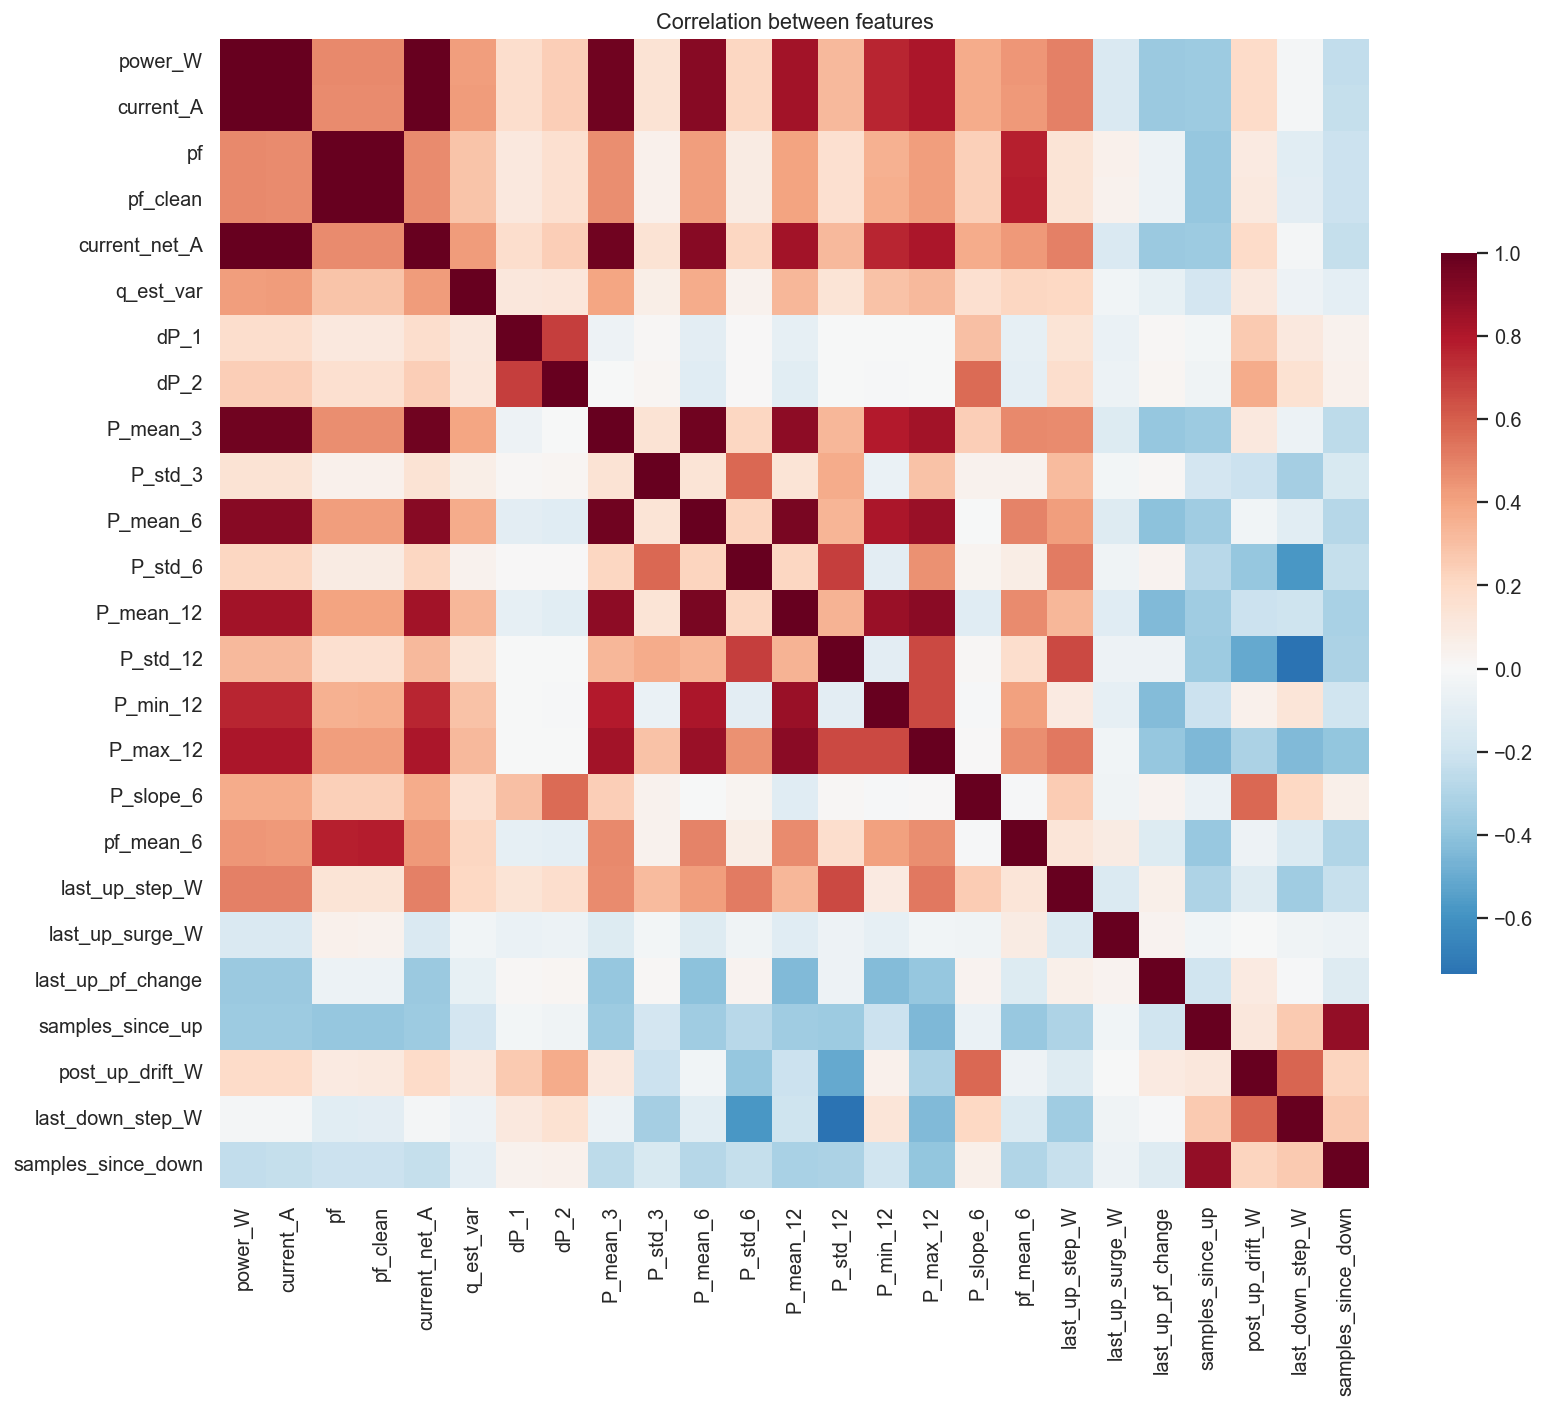 Correlation between features
power_W
current_A
pf
pf_clean
current_net_A
q_est_var
dP_1
dP_2
P_mean_3
P_std_3
P_mean_6
P_std_6
P_mean_12
P_std_12
P_min_12
P_max_12
P_slope_6
pf_mean_6
last_up_step_W
last_up_surge_W
last_up_pf_change
samples_since_up
post_up_drift_W
last_down_step_W
samples_since_down
power_W
current_A
pf
pf_clean
current_net_A
q_est_var
dP_1
dP_2
P_mean_3
P_std_3
P_mean_6
P_std_6
P_mean_12
P_std_12
P_min_12
P_max_12
P_slope_6
pf_mean_6
last_up_step_W
last_up_surge_W
last_up_pf_change
samples_since_up
post_up_drift_W
last_down_step_W
samples_since_down
1.0
0.8
0.6
0.4
0.2
0.0
−0.2
−0.4
−0.6